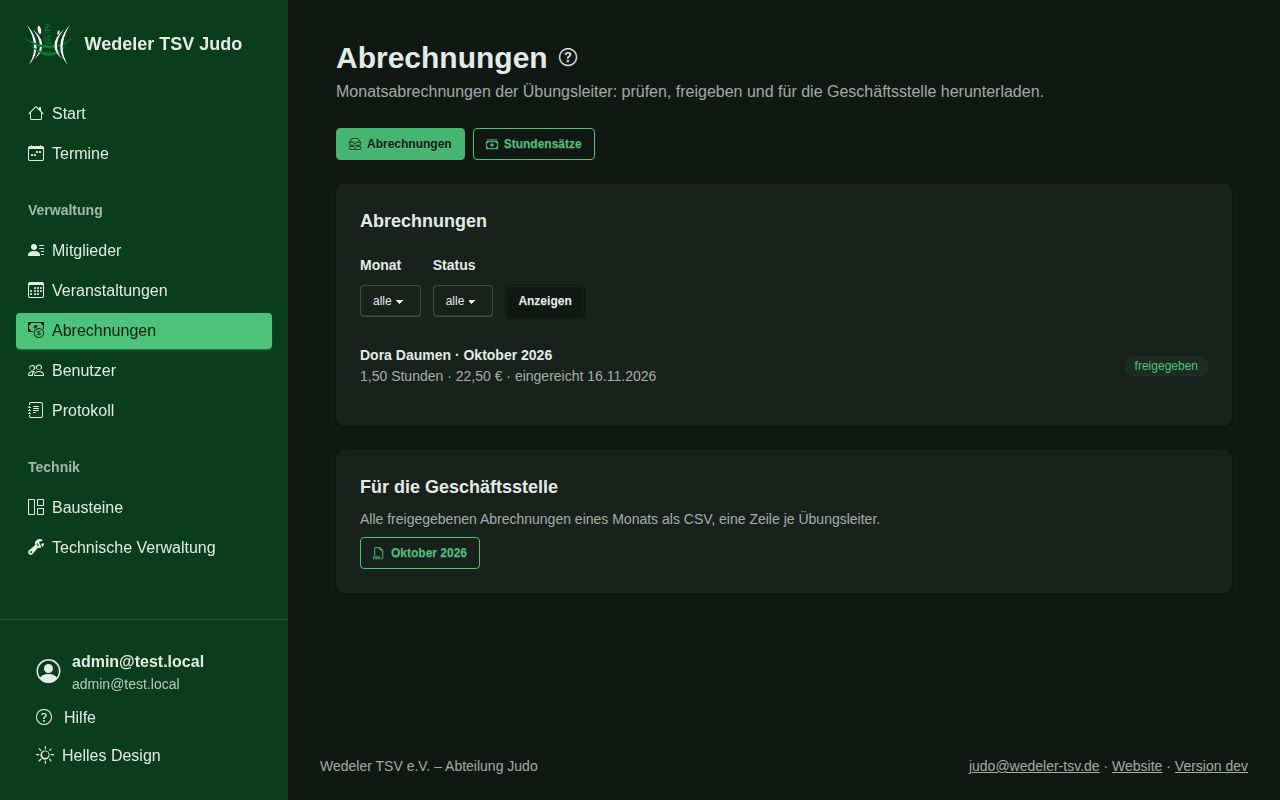 Wedeler TSV Judo
Start
Termine
Verwaltung
Mitglieder
Veranstaltungen
Abrechnungen
Benutzer
Protokoll
Technik
Bausteine
Technische Verwaltung
admin@test.local
admin@test.local
Hilfe
Helles Design
Abrechnungen
Monatsabrechnungen der Übungsleiter: prüfen, freigeben und für die Geschäftsstelle herunterladen.
Abrechnungen Stundensätze
Abrechnungen
Monat Status
alle alle Anzeigen
Dora Daumen · Oktober 2026
1,50 Stunden · 22,50 € · eingereicht 16.11.2026
freigegeben
Für die Geschäftsstelle
Alle freigegebenen Abrechnungen eines Monats als CSV, eine Zeile je Übungsleiter.
Oktober 2026
Wedeler TSV e.V. – Abteilung Judo
judo@wedeler-tsv.de · Website · Version dev